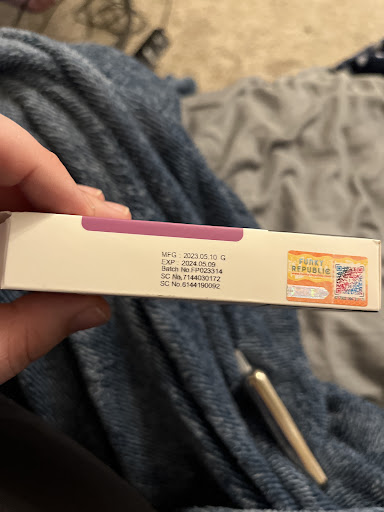 MFG : 2023.05.10 G
EXP : 2024.05.09
Batch No.FP023314
SC No.7144030172
SC No.6144190092
FUNKY
REPUBLIC